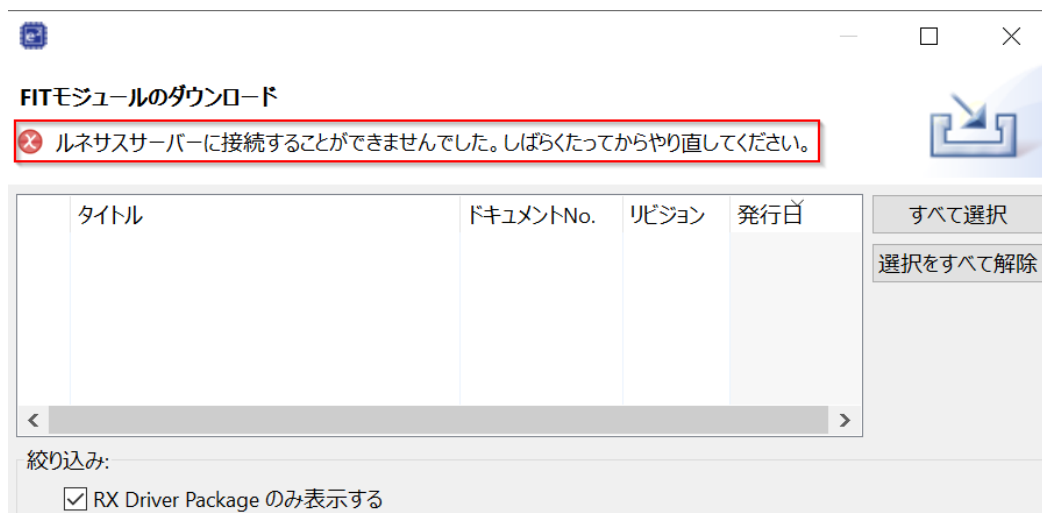 FITモジュールのダウンロード
ルネサスサーバーに接続することができませんでした。しばらくたってからやり直してください。
タイトル ドキュメントNo. リビジョン 発行日 すべて選択
選択をすべて解除
絞り込み:
RX Driver Package のみ表示する